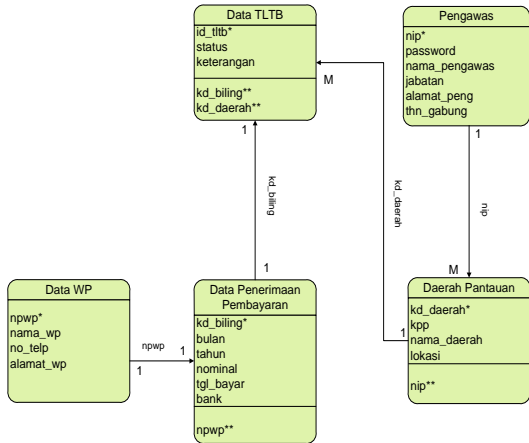 Data TLTB
id_tltb*
status
keterangan
kd_biling**
kd_daerah**
Pengawas
nip*
password
nama_pengawas
jabatan
alamat_peng
thn_gabung
M
1
1
kd_biling
kd_daerah
nip
1
M
Data WP
npwp*
nama_wp
no_telp
alamat_wp
npwp
1
1
Data Penerimaan
Pembayaran
kd_biling*
bulan
tahun
nominal
tgl_bayar
bank
npwp**
1
Daerah Pantauan
kd_daerah*
kpp
nama_daerah
lokasi
nip**